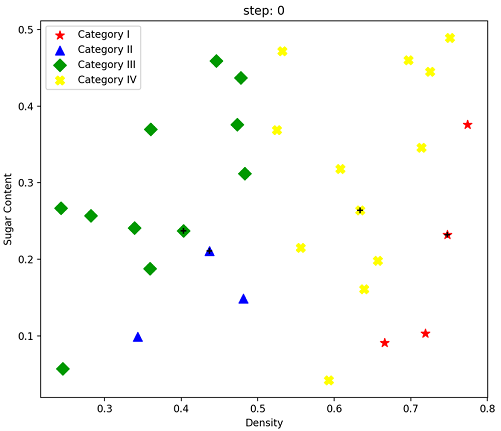 step: 0
Category I
Category II
Category III
Category IV
0.5
0.4
0.3
0.2
0.1
Sugar Content
0.3 0.4 0.5 0.6 0.7 0.8
Density